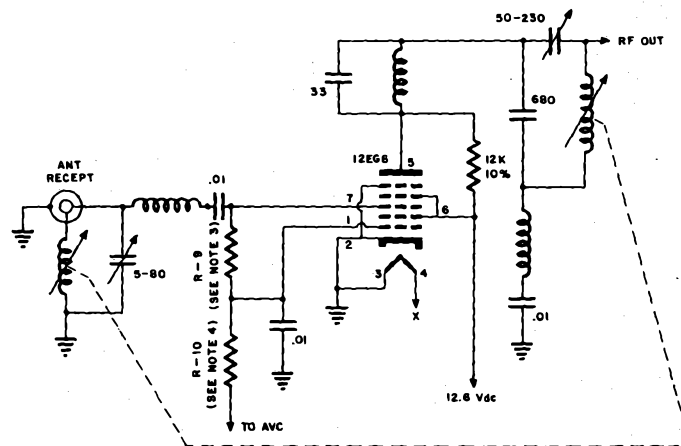 50-230
RF OUT
33
680
12EG6
5
12K
10%
ANT
RECEPT
.01
7
6
1
2
3
4
5-80
R-9
(SEE NOTE 3)
.01
X
.01
R-10
(SEE NOTE 4)
12.6 Vdc
TO AVC